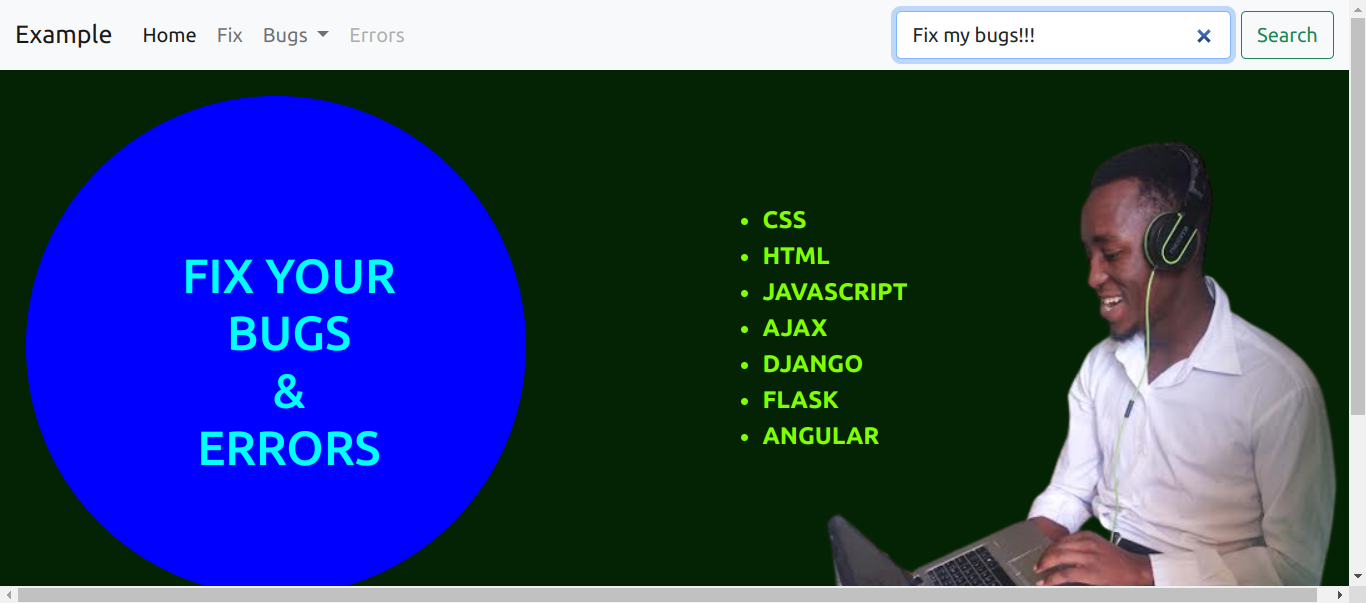 Example Home Fix Bugs Errors Fix my bugs!!! Search
FIX YOUR
BUGS
&
ERRORS
CSS
HTML
JAVASCRIPT
AJAX
DJANGO
FLASK
ANGULAR